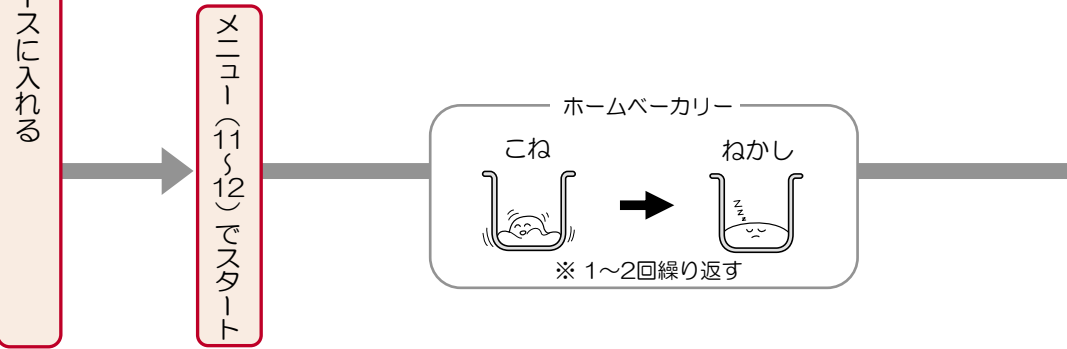 スに入れる
メニュー（11～12）でスタート
ホームベーカリー
こね
ねかし
zzz
※ 1～2回繰り返す